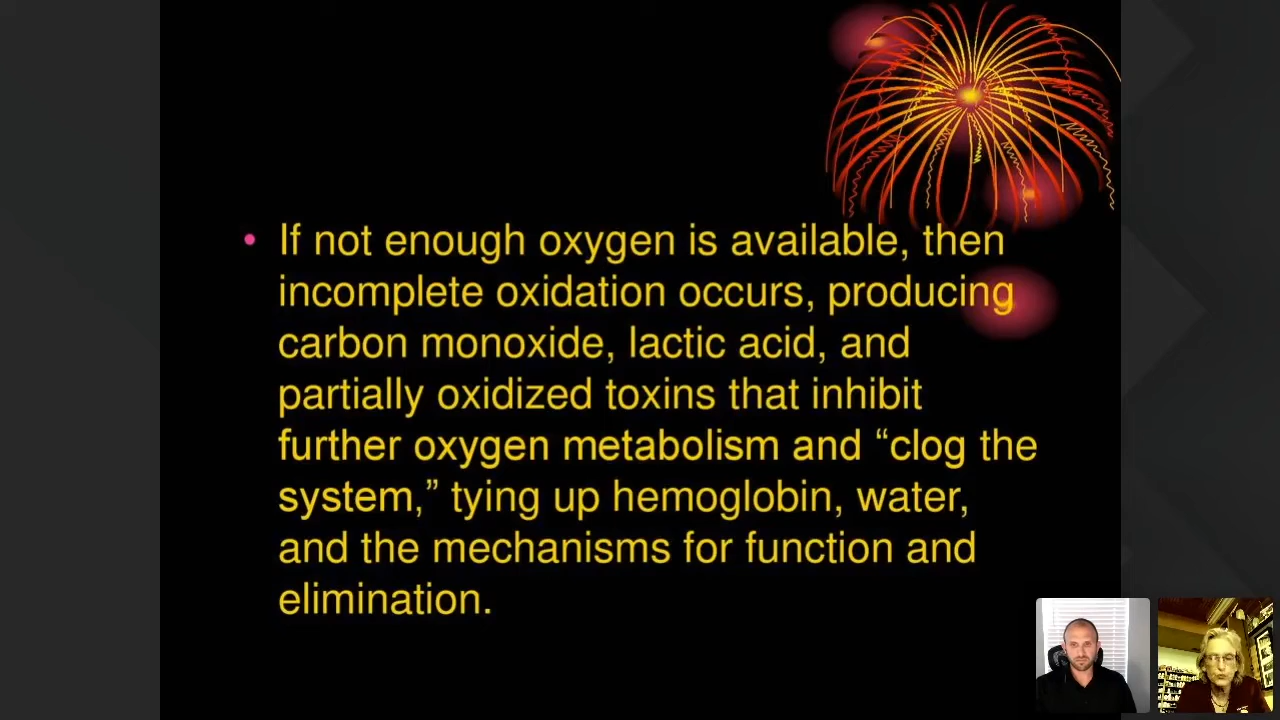 • If not enough oxygen is available, then
incomplete oxidation occurs, producing
carbon monoxide, lactic acid, and
partially oxidized toxins that inhibit
further oxygen metabolism and “clog the
system,” tying up hemoglobin, water,
and the mechanisms for function and
elimination.